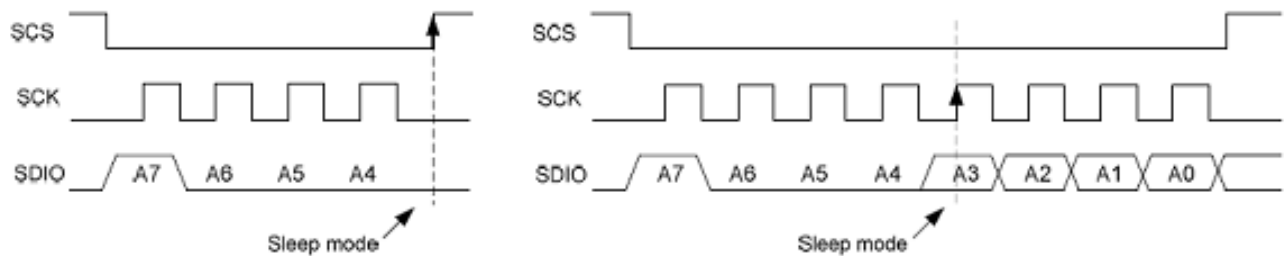 SCS
SCK
SDIO A7 A6 A5 A4
Sleep mode
SCS
SCK
SDIO A7 A6 A5 A4 A3 A2 A1 A0
Sleep mode